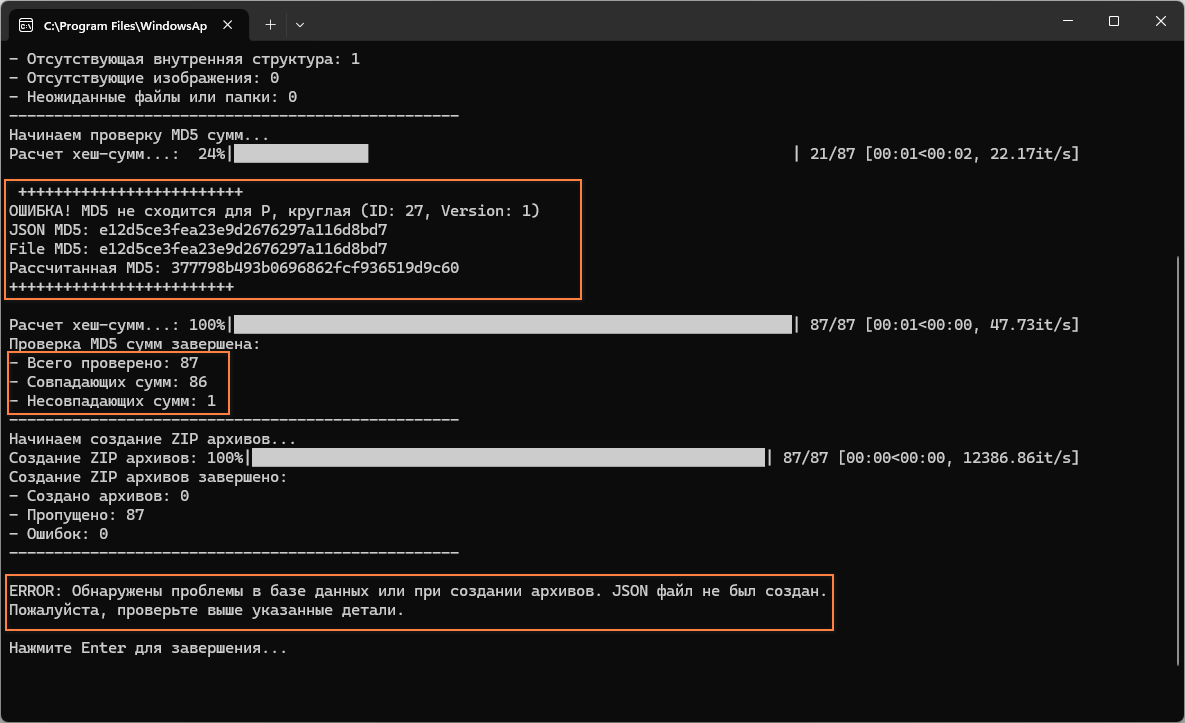 C:\Program Files\WindowsAp
- Отсутствующая внутренняя структура: 1
- Отсутствующие изображения: 0
- Неожиданные файлы или папки: 0
--------------------------------------------------
Начинаем проверку MD5 сумм...
Расчет хеш-сумм...:  24%| | 21/87 [00:01<00:02, 22.17it/s]
+++++++++++++++++++++++++
ОШИБКА! MD5 не сходится для P, круглая (ID: 27, Version: 1)
JSON MD5: e12d5ce3fea23e9d2676297a116d8bd7
File MD5: e12d5ce3fea23e9d2676297a116d8bd7
Рассчитанная MD5: 377798b493b0696862fcf936519d9c60
+++++++++++++++++++++++++
Расчет хеш-сумм...: 100%| | 87/87 [00:01<00:00, 47.73it/s]
Проверка MD5 сумм завершена:
- Всего проверено: 87
- Совпадающих сумм: 86
- Несовпадающих сумм: 1
--------------------------------------------------
Начинаем создание ZIP архивов...
Создание ZIP архивов: 100%| | 87/87 [00:00<00:00, 12386.86it/s]
Создание ZIP архивов завершено:
- Создано архивов: 0
- Пропущено: 87
- Ошибок: 0
--------------------------------------------------
ERROR: Обнаружены проблемы в базе данных или при создании архивов. JSON файл не был создан.
Пожалуйста, проверьте выше указанные детали.
Нажмите Enter для завершения...